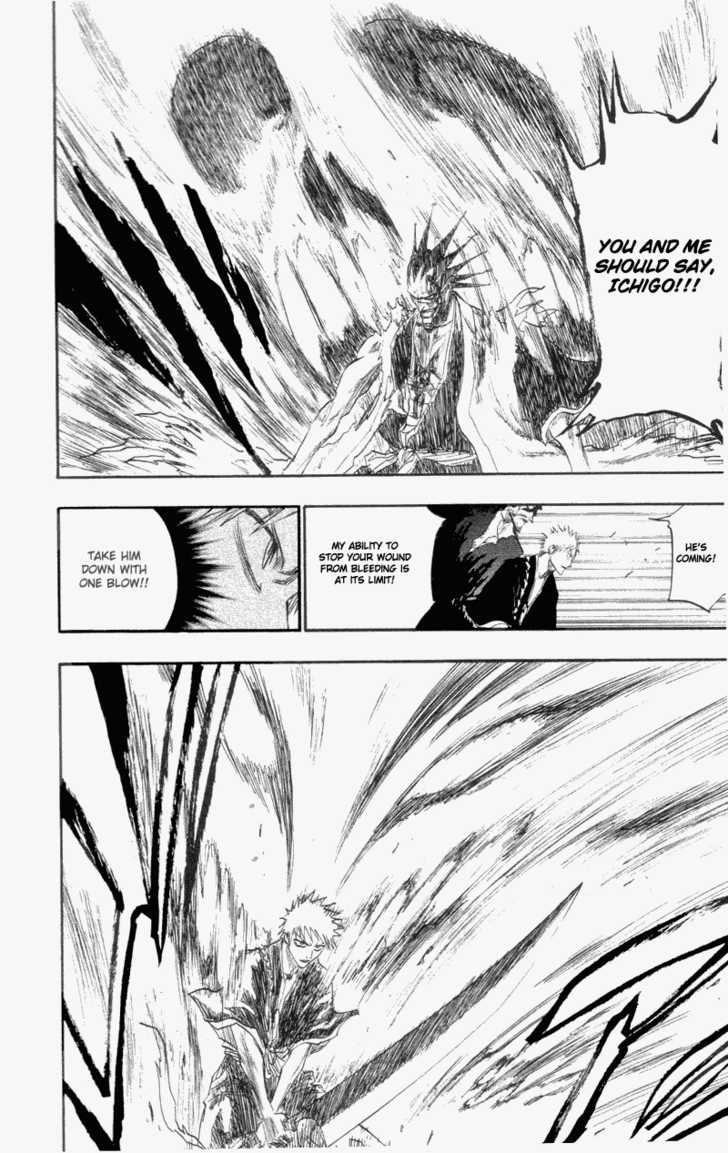 YOU AND ME
SHOULD SAY,
ICHIGO!!!
HE'S
COMING!
MY ABILITY TO
STOP YOUR WOUND
FROM BLEEDING IS
AT ITS LIMIT!
TAKE HIM
DOWN WITH
ONE BLOW!!